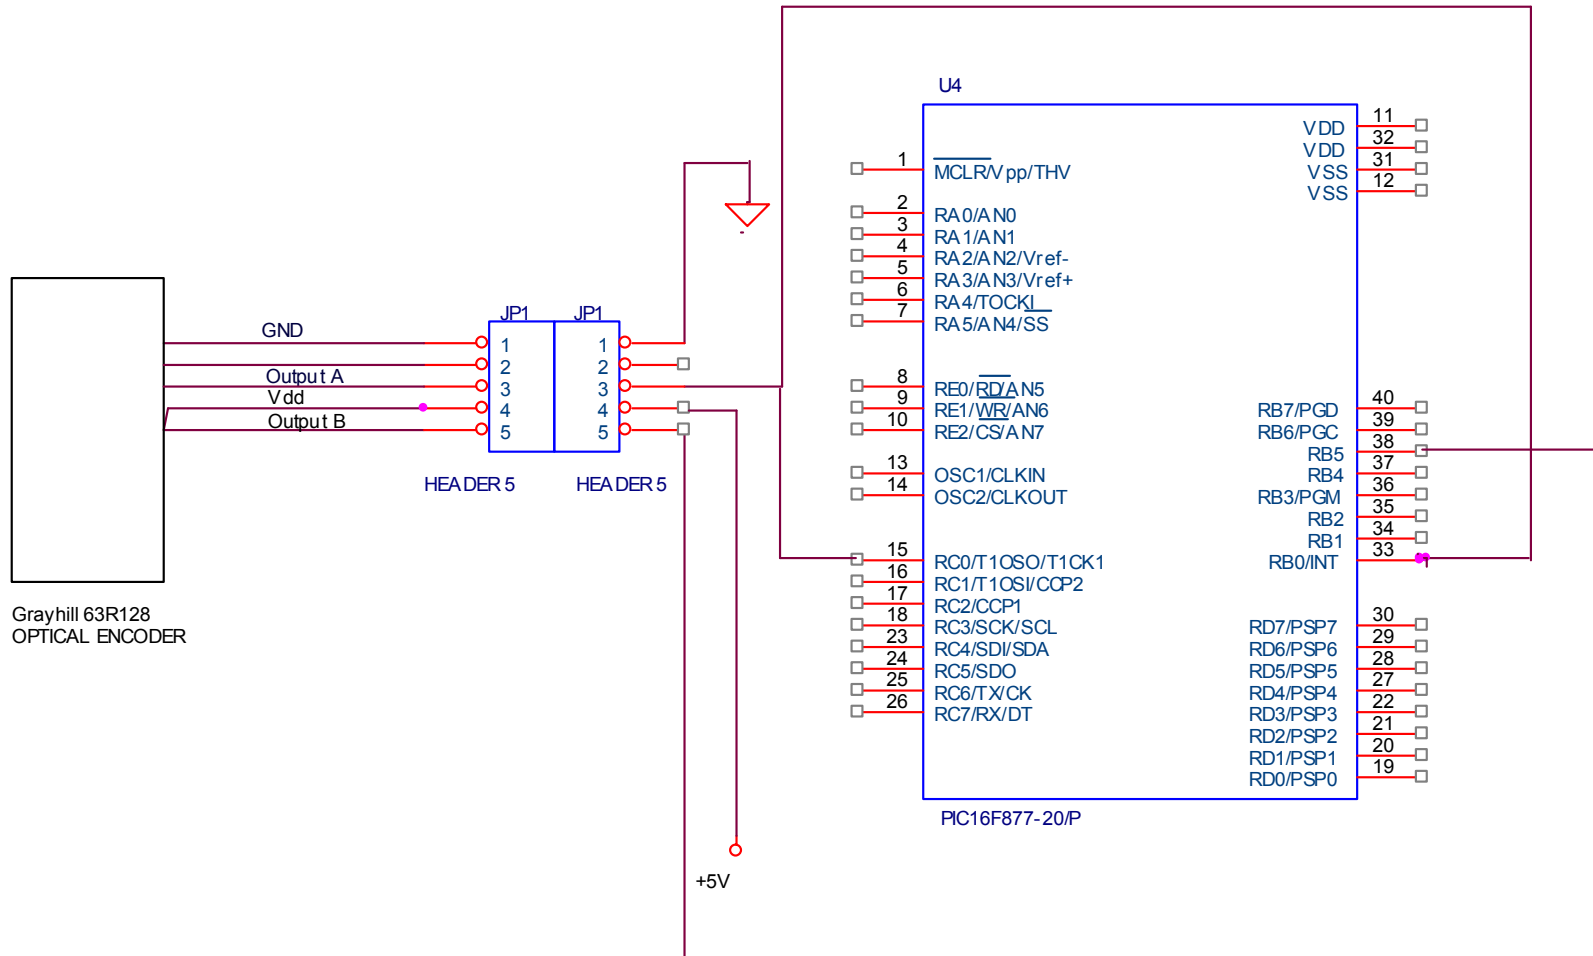 U4
11
VDD
32
VDD
31
VSS
12
VSS
1
MCLR/Vpp/THV
2
RA0/AN0
3
RA1/AN1
4
RA2/AN2/Vref-
5
RA3/AN3/Vref+
6
RA4/TOCKI
7
RA5/AN4/SS
GND
Output A
Vdd
Output B
JP1
JP1
1
2
3
4
5
1
2
3
4
5
HEADER 5
HEADER 5
8
RE0/RD/AN5
9
RE1/WR/AN6
10
RE2/CS/AN7
13
OSC1/CLKIN
14
OSC2/CLKOUT
40
RB7/PGD
39
RB6/PGC
38
RB5
37
RB4
36
RB3/PGM
35
RB2
34
RB1
33
RB0/INT
15
RC0/T1OSO/T1CK1
16
RC1/T1OSI/CCP2
17
RC2/CCP1
18
RC3/SCK/SCL
23
RC4/SDI/SDA
24
RC5/SDO
25
RC6/TX/CK
26
RC7/RX/DT
30
RD7/PSP7
29
RD6/PSP6
28
RD5/PSP5
27
RD4/PSP4
22
RD3/PSP3
21
RD2/PSP2
20
RD1/PSP1
19
RD0/PSP0
Grayhill 63R128
OPTICAL ENCODER
PIC16F877-20/P
+5V